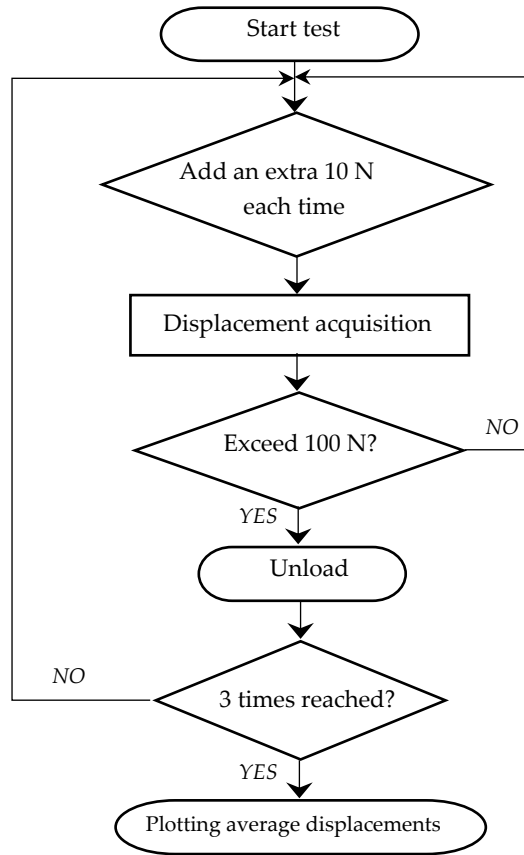 Start test
Add an extra 10 N
each time
Displacement acquisition
Exceed 100 N?
NO
YES
Unload
NO
3 times reached?
YES
Plotting average displacements